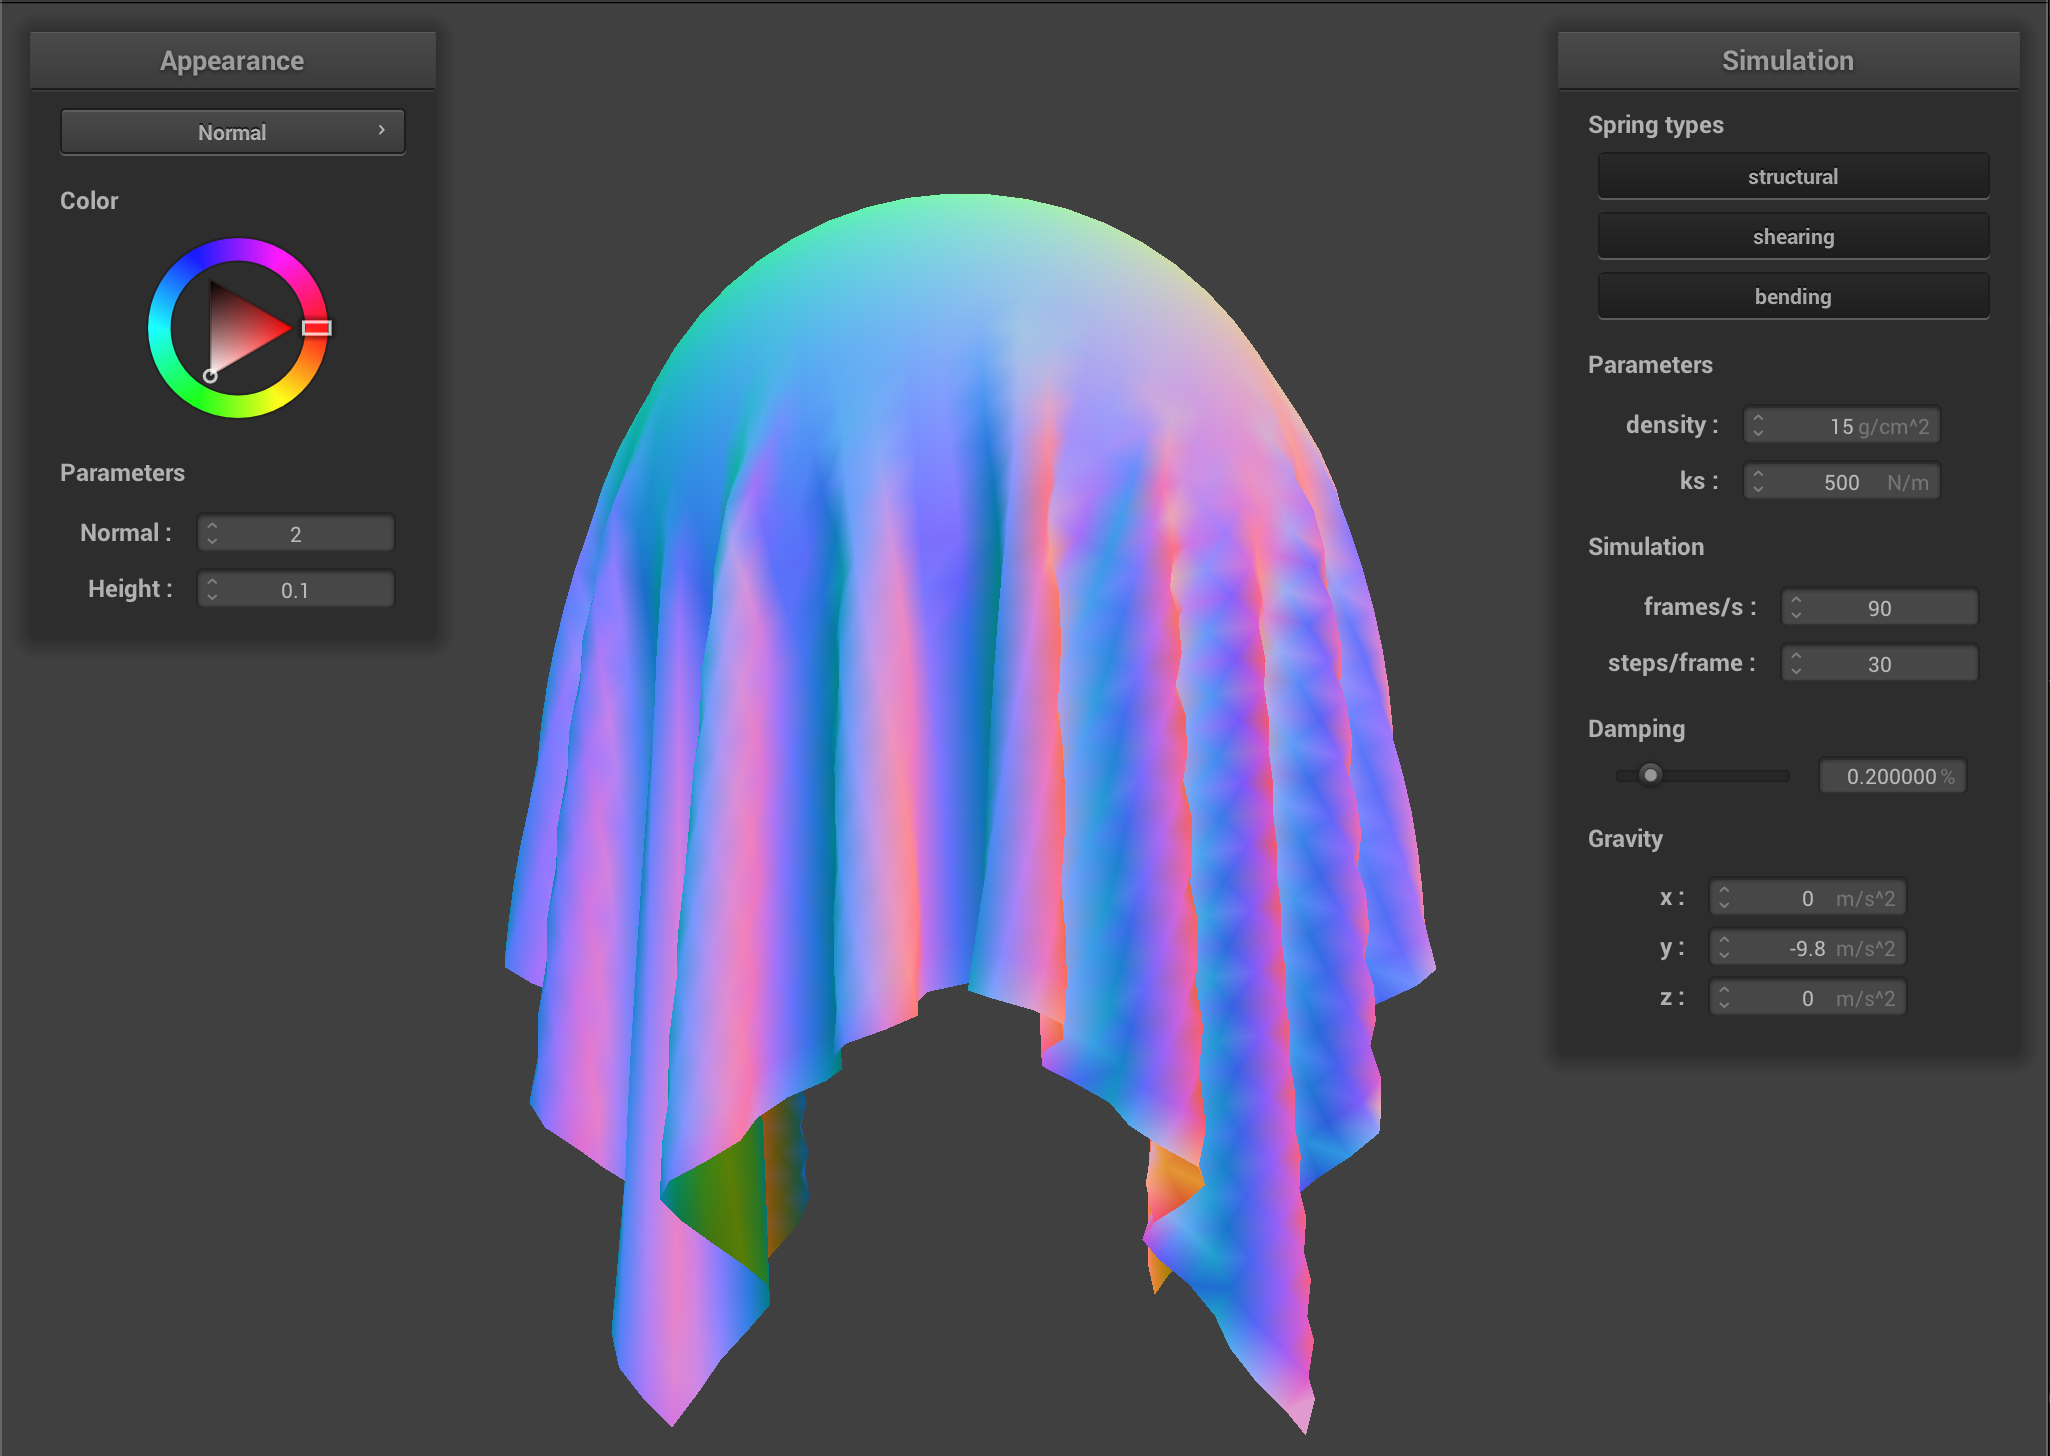 Appearance
Normal
Color
Parameters
Normal : 2
Height : 0.1
Simulation
Spring types
structural
shearing
bending
Parameters
density : 15 g/cm^2
ks : 500 N/m
Simulation
frames/s : 90
steps/frame : 30
Damping
0.200000 %
Gravity
x : 0 m/s^2
y : -9.8 m/s^2
z : 0 m/s^2